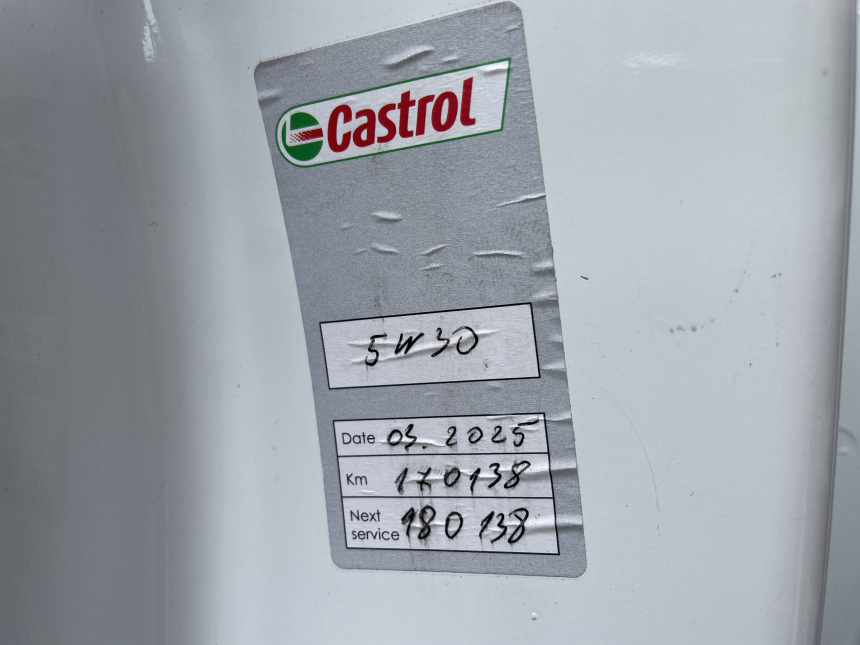 Castrol
5W30
Date 03. 2025
Km 170138
Next service 180138